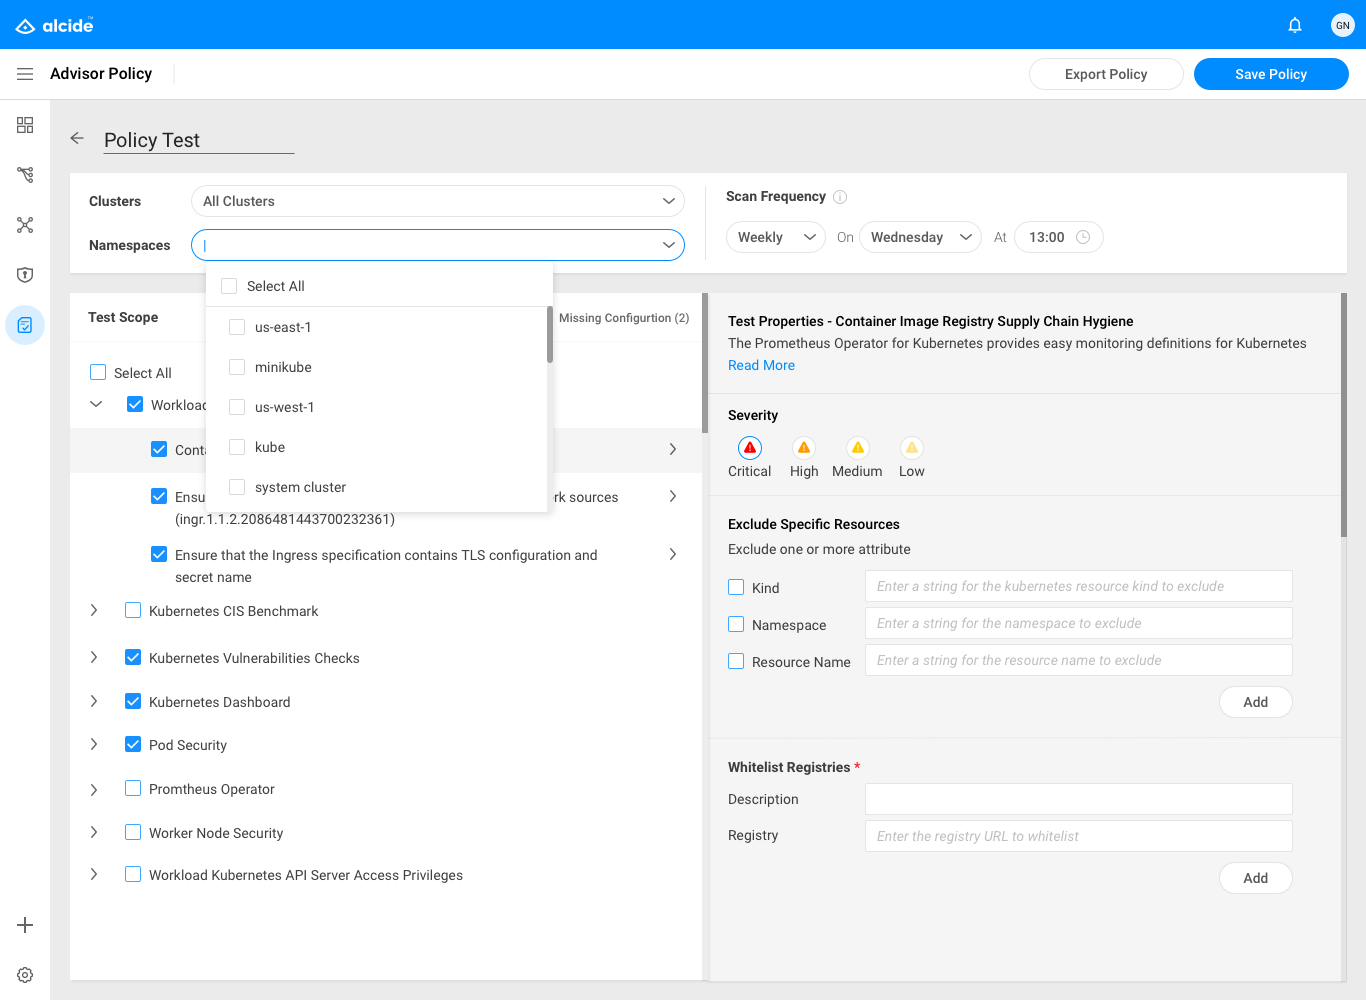 alcide™
GN
Advisor Policy
Export Policy
Save Policy
Policy Test
Clusters
All Clusters
Namespaces
Scan Frequency
Weekly
On
Wednesday
At
13:00
Select All
us-east-1
minikube
us-west-1
kube
system cluster
Test Scope
Missing Configurtion (2)
Select All
Workload
Conta
Ensu
rk sources
(ingr.1.1.2.2086481443700232361)
Ensure that the Ingress specification contains TLS configuration and
secret name
Kubernetes CIS Benchmark
Kubernetes Vulnerabilities Checks
Kubernetes Dashboard
Pod Security
Promtheus Operator
Worker Node Security
Workload Kubernetes API Server Access Privileges
Test Properties - Container Image Registry Supply Chain Hygiene
The Prometheus Operator for Kubernetes provides easy monitoring definitions for Kubernetes
Read More
Severity
Critical
High
Medium
Low
Exclude Specific Resources
Exclude one or more attribute
Kind
Enter a string for the kubernetes resource kind to exclude
Namespace
Enter a string for the namespace to exclude
Resource Name
Enter a string for the resource name to exclude
Add
Whitelist Registries *
Description
Registry
Enter the registry URL to whitelist
Add